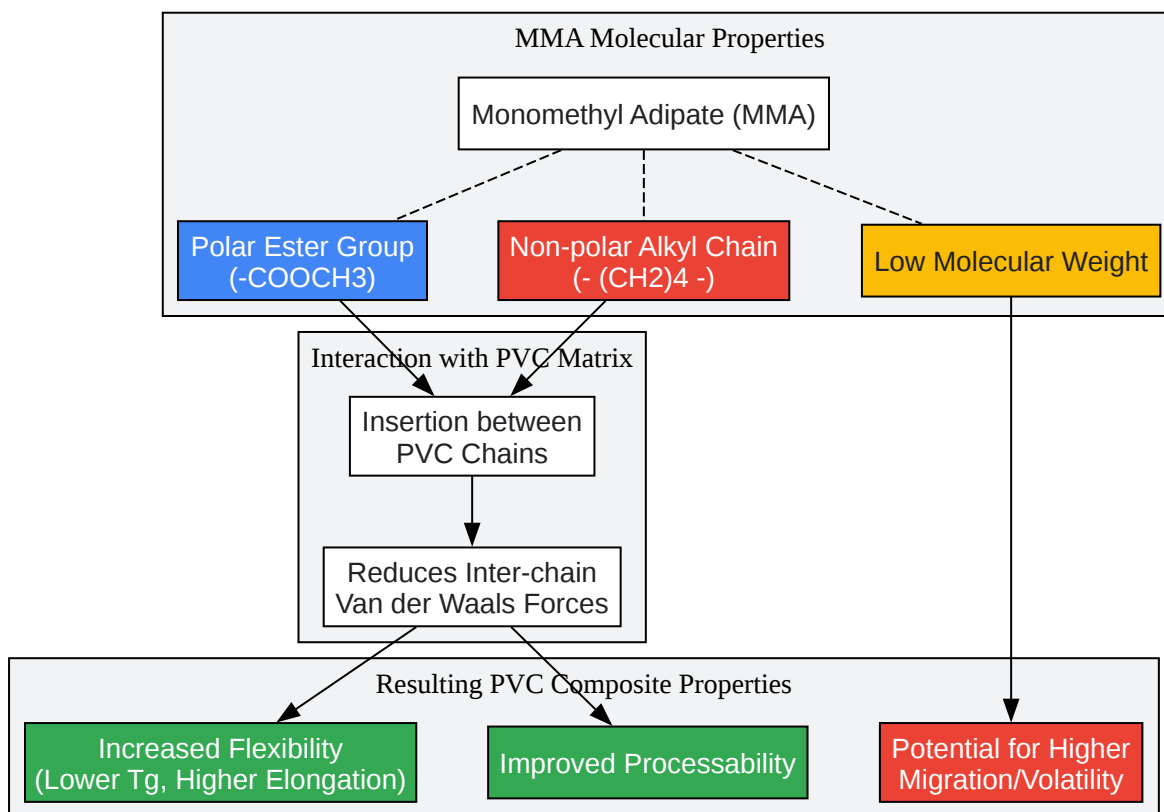 MMA Molecular Properties
Monomethyl Adipate (MMA)
Polar Ester Group
(-COOCH3)
Non-polar Alkyl Chain
(- (CH2)4 -)
Low Molecular Weight
Interaction with PVC Matrix
Insertion between
PVC Chains
Reduces Inter-chain
Van der Waals Forces
Resulting PVC Composite Properties
Increased Flexibility
(Lower Tg, Higher Elongation)
Improved Processability
Potential for Higher
Migration/Volatility